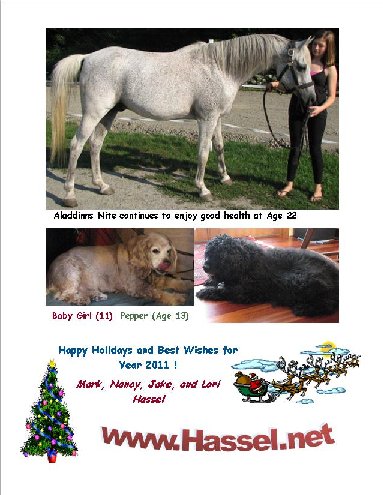 Aladdinns Nite continues to enjoy good health at Age 22
Baby Girl (11) Pepper (Age 13)
Happy Holidays and Best Wishes for
Year 2011 !
Mark, Nancy, Jake, and Lori
Hassel
www.Hassel.net